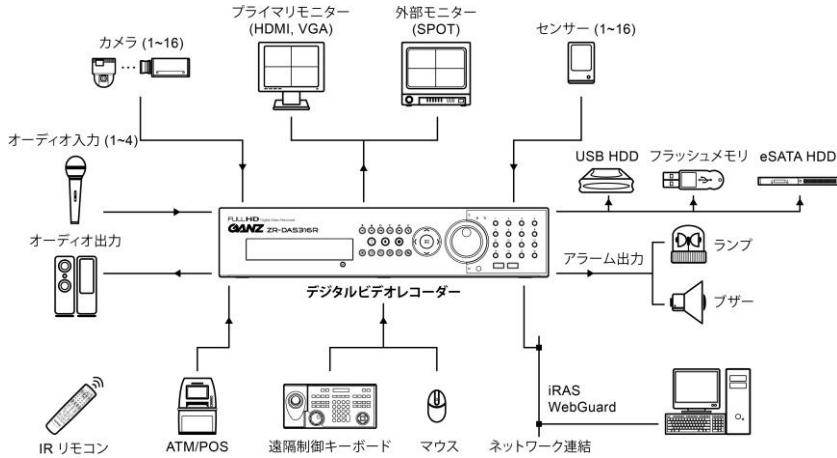 プライマリモニター
(HDMI, VGA)
外部モニター
(SPOT)
センサー (1~16)
カメラ (1~16)
オーディオ入力 (1~4)
USB HDD
フラッシュメモリ
eSATA HDD
FULL HD Digital Video Recorder
GANZ ZR-DAS316R
オーディオ出力
アラーム出力
ランプ
ブザー
デジタルビデオレコーダー
iRAS
WebGuard
IR リモコン
ATM/POS
遠隔制御キーボード
マウス
ネットワーク連結